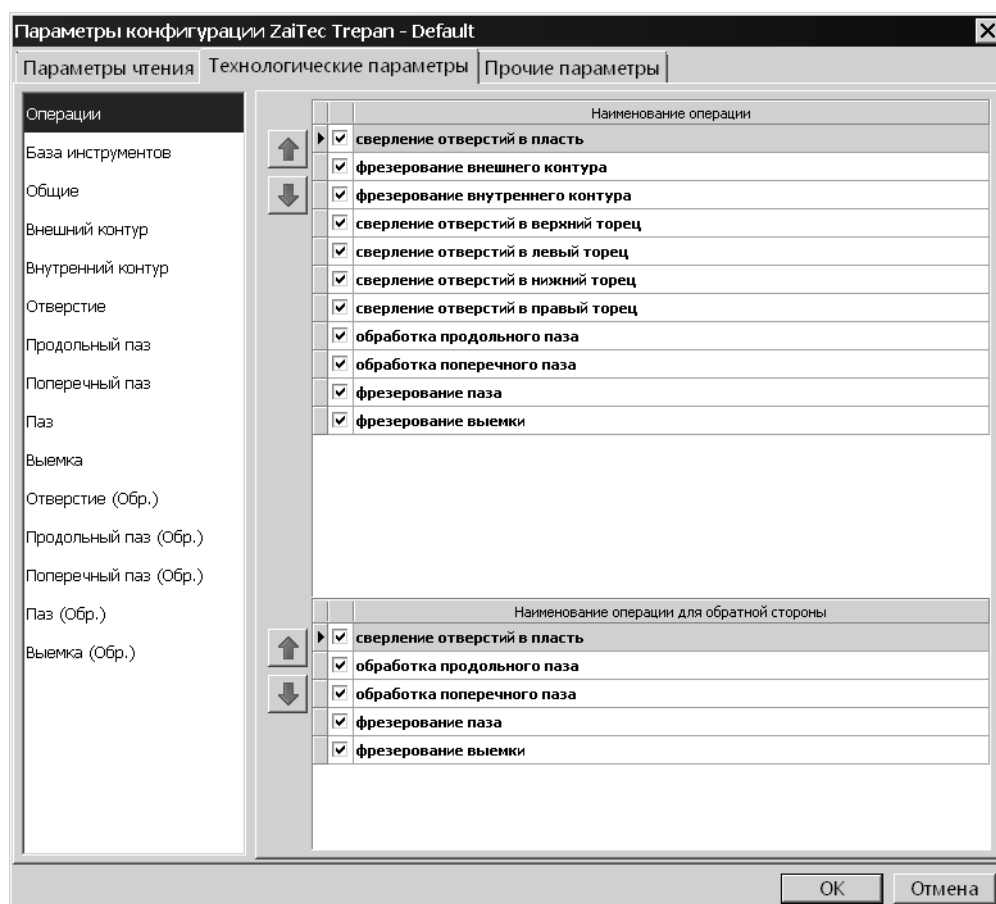 Параметры конфигурации ZaiTec Trepan - Default
Параметры чтения Технологические параметры Прочие параметры
Операции
База инструментов
Общие
Внешний контур
Внутренний контур
Отверстие
Продольный паз
Поперечный паз
Паз
Выемка
Отверстие (Обр.)
Продольный паз (Обр.)
Поперечный паз (Обр.)
Паз (Обр.)
Выемка (Обр.)
Наименование операции
сверление отверстий в пласть
фрезерование внешнего контура
фрезерование внутреннего контура
сверление отверстий в верхний торец
сверление отверстий в левый торец
сверление отверстий в нижний торец
сверление отверстий в правый торец
обработка продольного паза
обработка поперечного паза
фрезерование паза
фрезерование выемки
Наименование операции для обратной стороны
сверление отверстий в пласть
обработка продольного паза
обработка поперечного паза
фрезерование паза
фрезерование выемки
OK Отмена